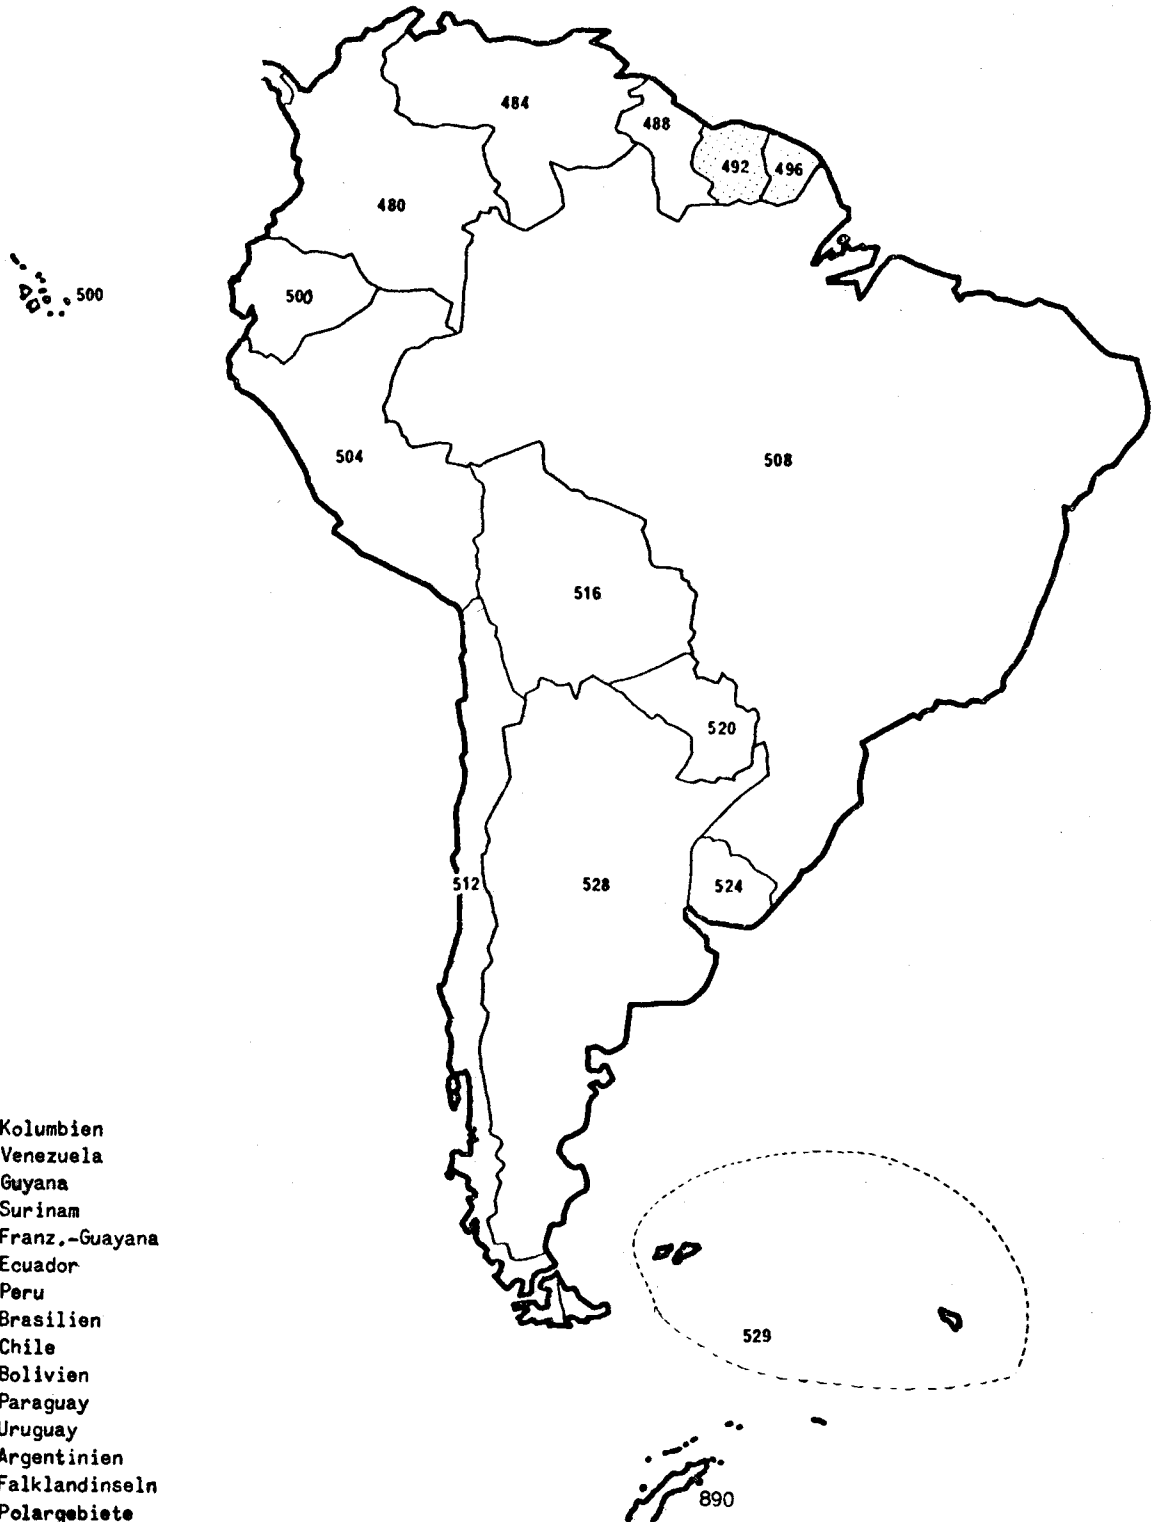 484
488
492
496
480
500
500
504
508
516
520
512
528
524
Kolumbien
Venezuela
Guyana
Surinam
Franz.-Guayana
Ecuador
Peru
Brasilien
Chile
Bolivien
Paraguay
Uruguay
Argentinien
Falklandinseln
Polargebiete
529
890